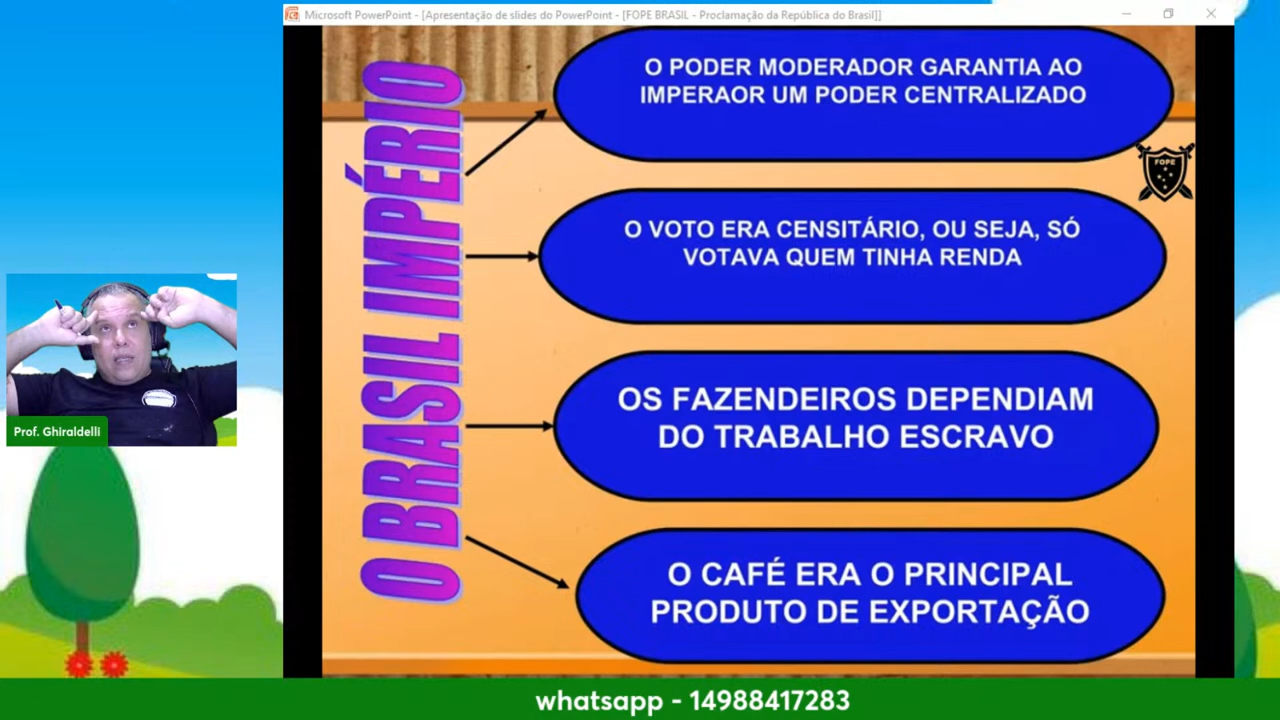 Microsoft PowerPoint - [Apresentação de slides do PowerPoint - [FOPE BRASIL - Proclamação da República do Brasil]]
O BRASIL IMPÉRIO
O PODER MODERADOR GARANTIA AO
IMPERAOR UM PODER CENTRALIZADO
FOPE
O VOTO ERA CENSITÁRIO, OU SEJA, SÓ
VOTAVA QUEM TINHA RENDA
OS FAZENDEIROS DEPENDIAM
DO TRABALHO ESCRAVO
O CAFÉ ERA O PRINCIPAL
PRODUTO DE EXPORTAÇÃO
Prof. Ghiraldelli
whatsapp - 14988417283